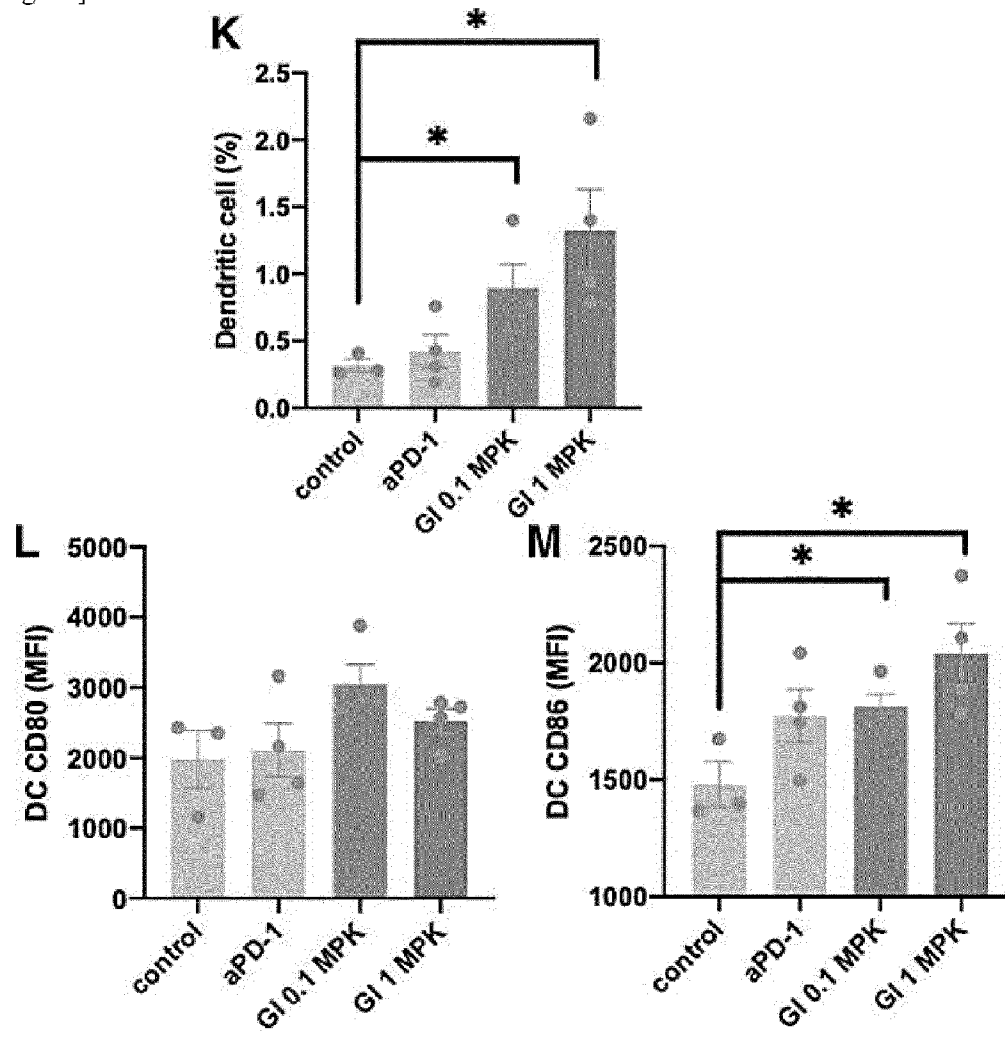 K
*
*
Dendritic cell (%)
2.5
2.0
1.5
1.0
0.5
0.0
control
aPD-1
GI 0.1 MPK
GI 1 MPK
L
DC CD80 (MFI)
5000
4000
3000
2000
1000
0
control
aPD-1
GI 0.1 MPK
GI 1 MPK
M
*
*
DC CD86 (MFI)
2500
2000
1500
1000
control
aPD-1
GI 0.1 MPK
GI 1 MPK